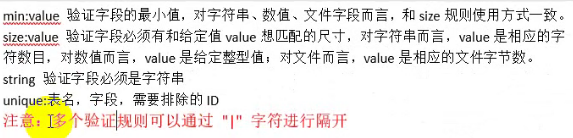 min:value 验证字段的最小值，对字符串、数值、文件字段而言，和 size 规则使用方式一致。
size:value 验证字段必须有和给定值 value 想匹配的尺寸，对字符串而言，value 是相应的字
符数目，对数值而言，value 是给定整型值；对文件而言，value 是相应的文件字节数。
string 验证字段必须是字符串
unique:表名，字段，需要排除的 ID
注意：多个验证规则可以通过 "|" 字符进行隔开